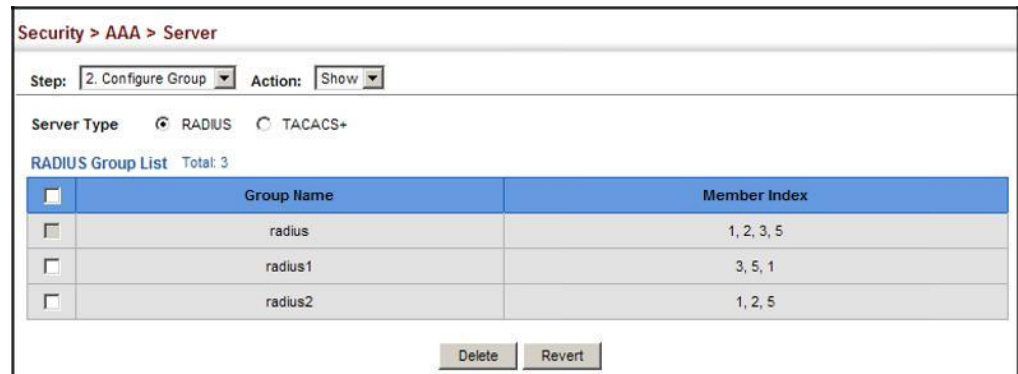 Security > AAA > Server
Step: 2. Configure Group Action: Show
Server Type RADIUS TACACS+
RADIUS Group List Total: 3
Group Name Member Index
radius 1, 2, 3, 5
radius1 3, 5, 1
radius2 1, 2, 5
Delete Revert